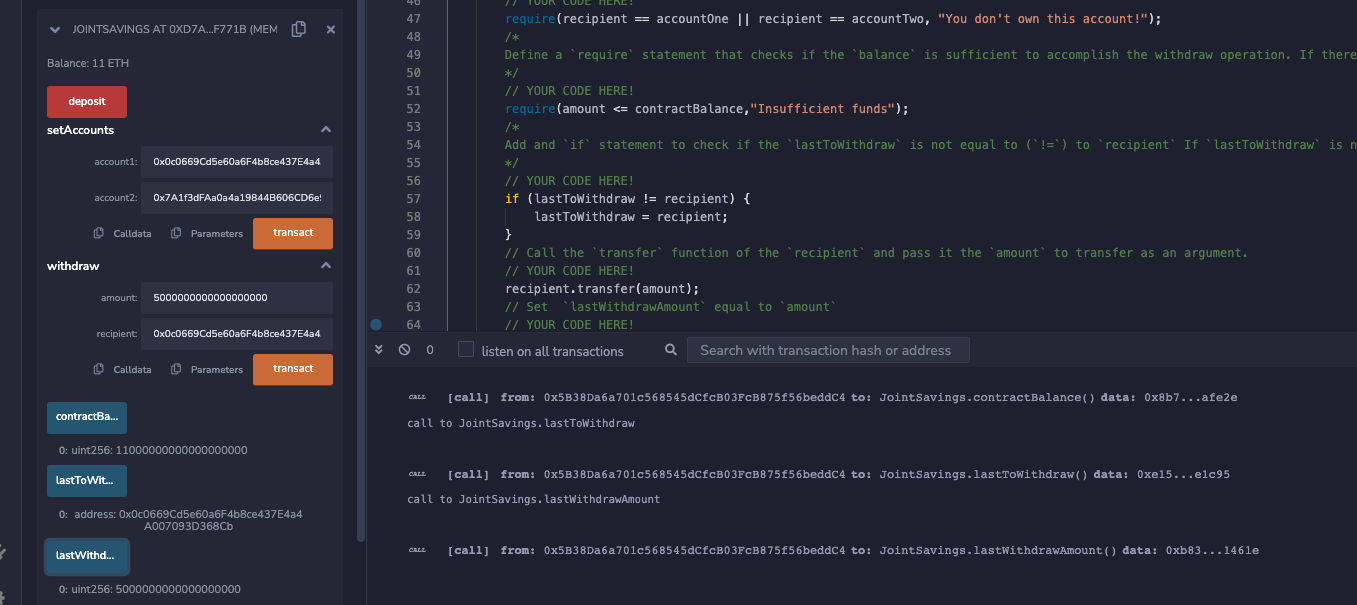 JOINTSAVINGS AT 0XD7A...F771B (MEM
Balance: 11 ETH
deposit
setAccounts
account1: 0x0c0669Cd5e60a6F4b8ce437E4a4
account2: 0x7A1f3dFAa0a4a19844B606CD6e
Calldata Parameters transact
withdraw
amount: 5000000000000000000
recipient: 0x0c0669Cd5e60a6F4b8ce437E4a4
Calldata Parameters transact
contractBa...
0: uint256: 11000000000000000000
lastToWit...
0: address: 0x0c0669Cd5e60a6F4b8ce437E4a4
A007093D368Cb
lastWithd...
0: uint256: 5000000000000000000
46 // YOUR CODE HERE!
47 require(recipient == accountOne || recipient == accountTwo, "You don't own this account!");
48 /*
49 Define a `require` statement that checks if the `balance` is sufficient to accomplish the withdraw operation. If there
50 */
51 // YOUR CODE HERE!
52 require(amount <= contractBalance,"Insufficient funds");
53 /*
54 Add and `if` statement to check if the `lastToWithdraw` is not equal to (`!=`) to `recipient` If `lastToWithdraw` is n
55 */
56 // YOUR CODE HERE!
57 if (lastToWithdraw != recipient) {
58 lastToWithdraw = recipient;
59 }
60 // Call the `transfer` function of the `recipient` and pass it the `amount` to transfer as an argument.
61 // YOUR CODE HERE!
62 recipient.transfer(amount);
63 // Set  `lastWithdrawAmount` equal to `amount`
64 // YOUR CODE HERE!
0 listen on all transactions Search with transaction hash or address
CALL [call] from: 0x5B38Da6a701c568545dCfcB03FcB875f56beddC4 to: JointSavings.contractBalance() data: 0x8b7...afe2e
call to JointSavings.lastToWithdraw
CALL [call] from: 0x5B38Da6a701c568545dCfcB03FcB875f56beddC4 to: JointSavings.lastToWithdraw() data: 0xe15...e1c95
call to JointSavings.lastWithdrawAmount
CALL [call] from: 0x5B38Da6a701c568545dCfcB03FcB875f56beddC4 to: JointSavings.lastWithdrawAmount() data: 0xb83...1461e